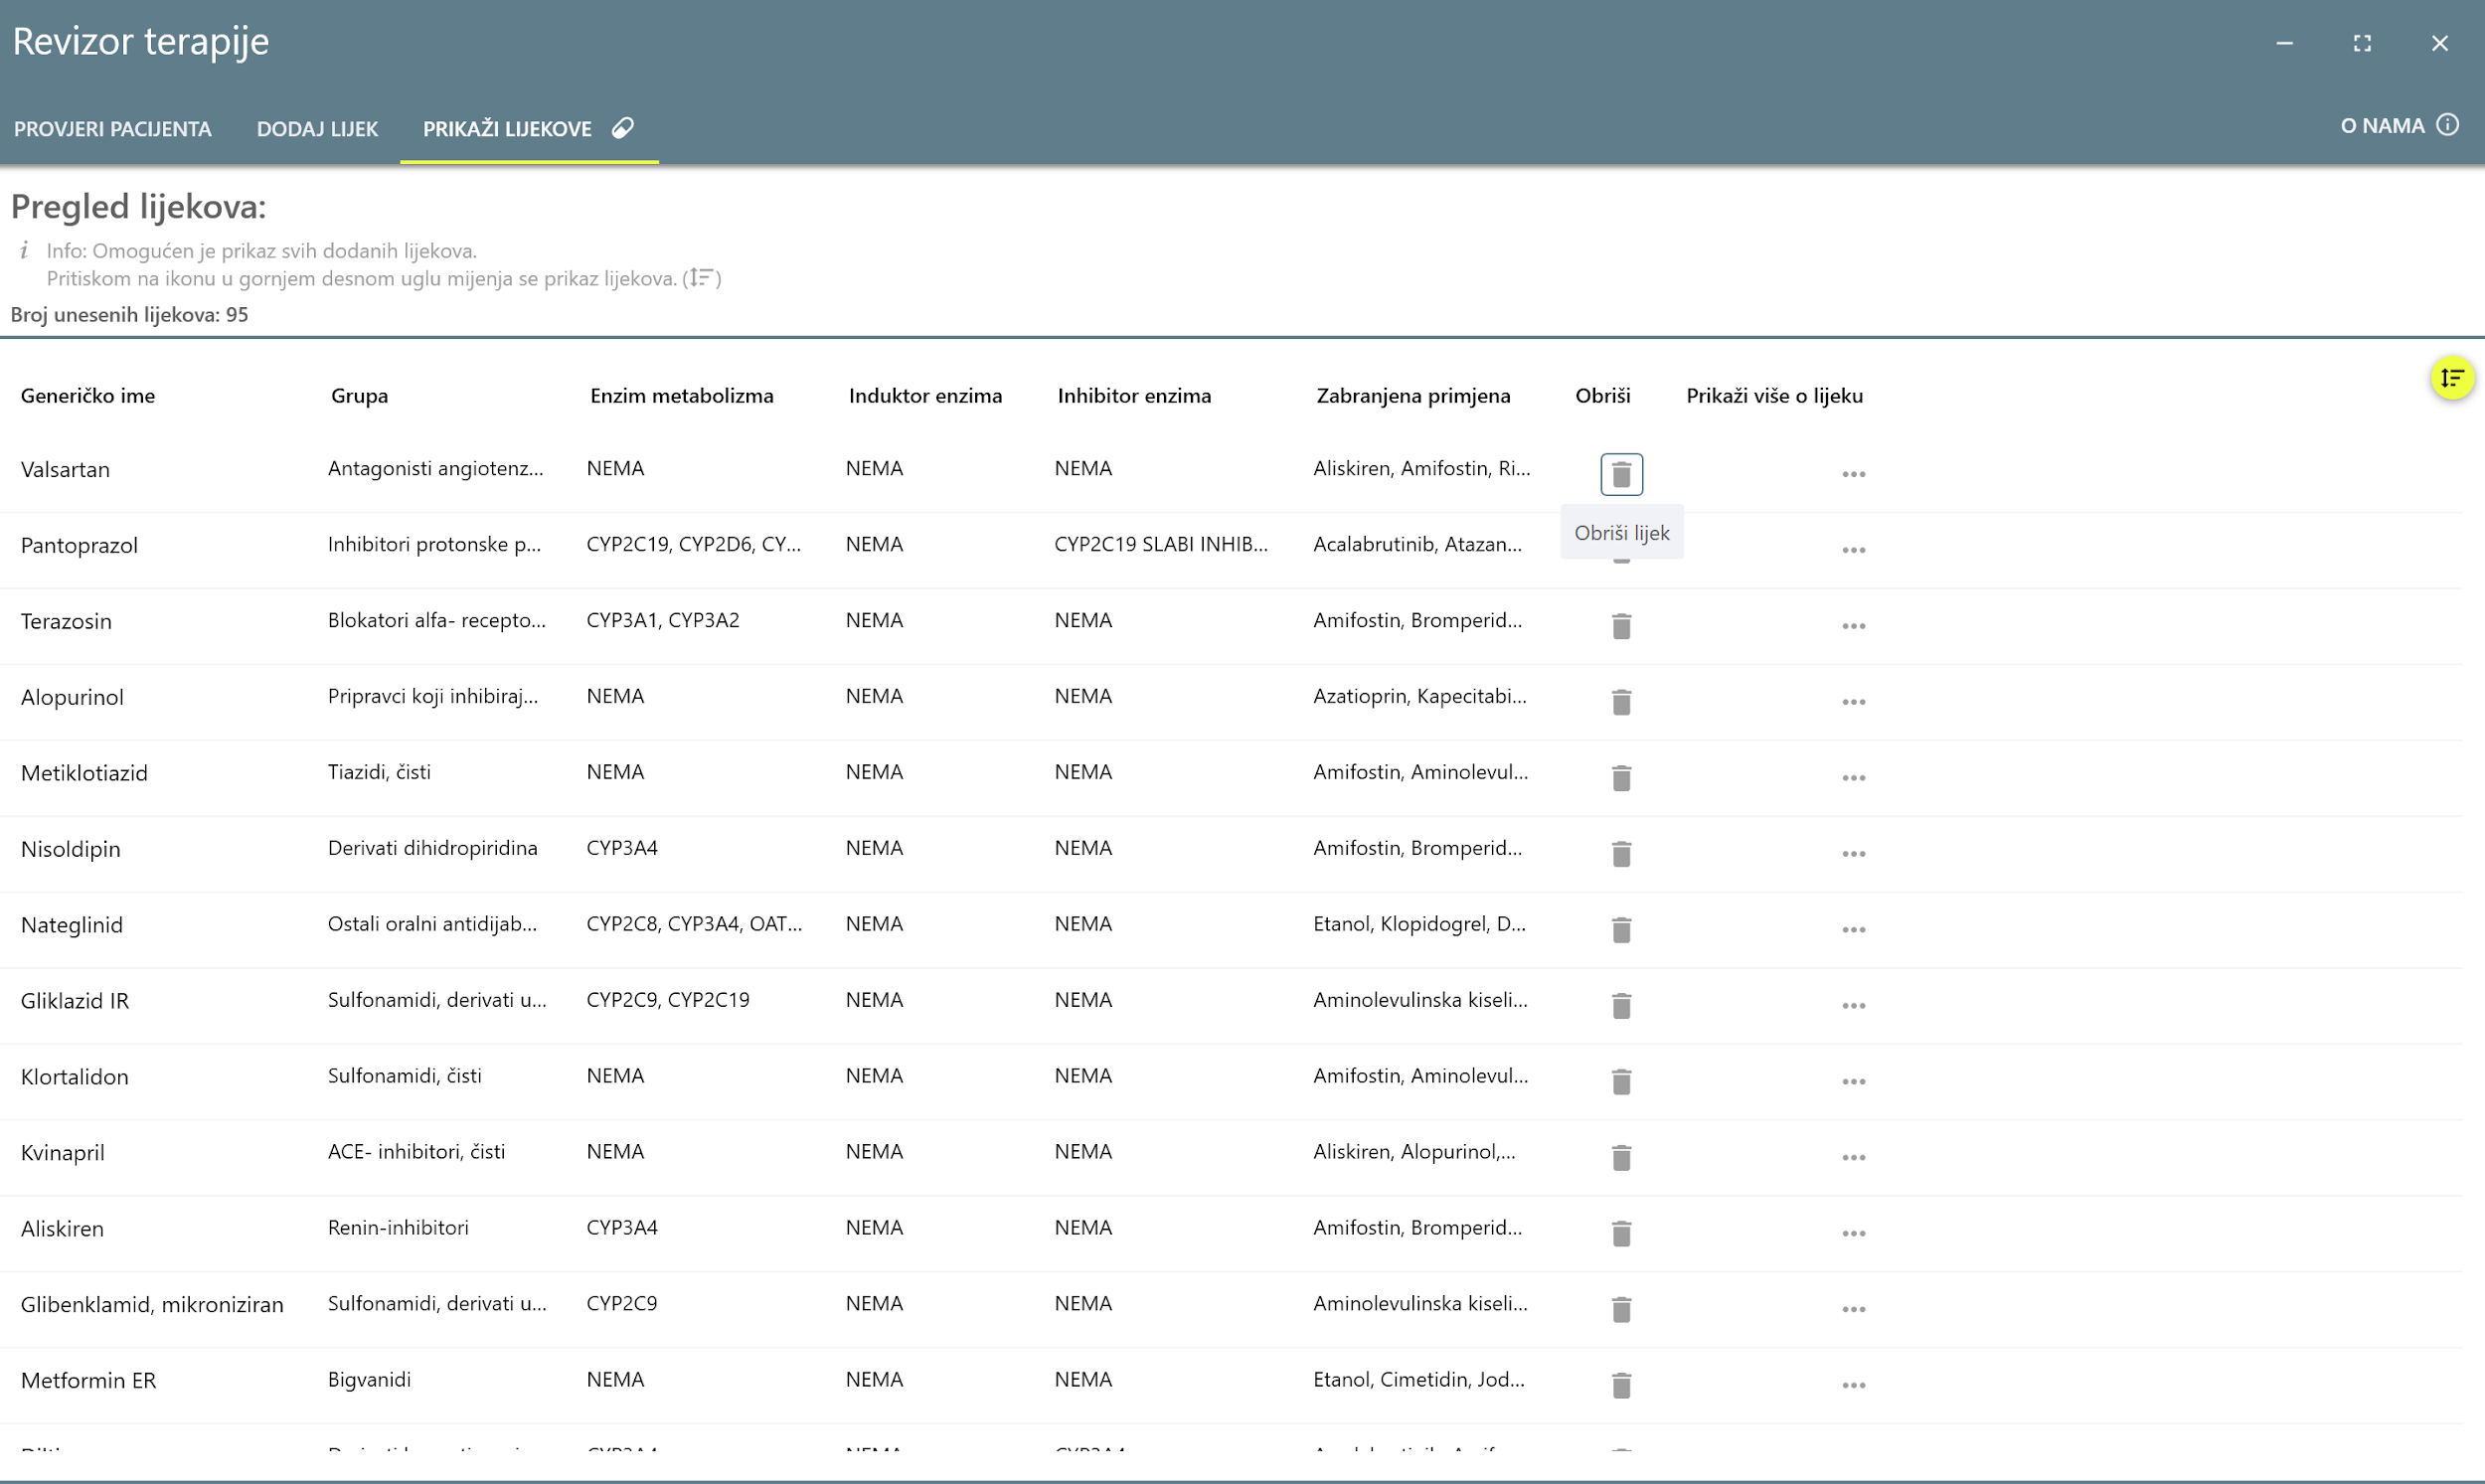 Revizor terapije
PROVJERI PACIJENTA DODAJ LIJEK PRIKAŽI LIJEKOVE O NAMA
Pregled lijekova:
i Info: Omogućen je prikaz svih dodanih lijekova.
Pritiskom na ikonu u gornjem desnom uglu mijenja se prikaz lijekova. ( )
Broj unesenih lijekova: 95
Generičko ime Grupa Enzim metabolizma Induktor enzima Inhibitor enzima Zabranjena primjena Obriši Prikaži više o lijeku
Valsartan Antagonisti angiotenz... NEMA NEMA NEMA Aliskiren, Amifostin, Ri...
Obriši lijek
Pantoprazol Inhibitori protonske p... CYP2C19, CYP2D6, CY... NEMA CYP2C19 SLABI INHIB... Acalabrutinib, Atazan...
Terazosin Blokatori alfa- recepto... CYP3A1, CYP3A2 NEMA NEMA Amifostin, Bromperid...
Alopurinol Pripravci koji inhibiraj... NEMA NEMA NEMA Azatioprin, Kapecitabi...
Metiklotiazid Tiazidi, čisti NEMA NEMA NEMA Amifostin, Aminolevul...
Nisoldipin Derivati dihidropiridina CYP3A4 NEMA NEMA Amifostin, Bromperid...
Nateglinid Ostali oralni antidijab... CYP2C8, CYP3A4, OAT... NEMA NEMA Etanol, Klopidogrel, D...
Gliklazid IR Sulfonamidi, derivati u... CYP2C9, CYP2C19 NEMA NEMA Aminolevulinska kiseli...
Klortalidon Sulfonamidi, čisti NEMA NEMA NEMA Amifostin, Aminolevul...
Kvinapril ACE- inhibitori, čisti NEMA NEMA NEMA Aliskiren, Alopurinol,...
Aliskiren Renin-inhibitori CYP3A4 NEMA NEMA Amifostin, Bromperid...
Glibenklamid, mikroniziran Sulfonamidi, derivati u... CYP2C9 NEMA NEMA Aminolevulinska kiseli...
Metformin ER Bigvanidi NEMA NEMA NEMA Etanol, Cimetidin, Jod...